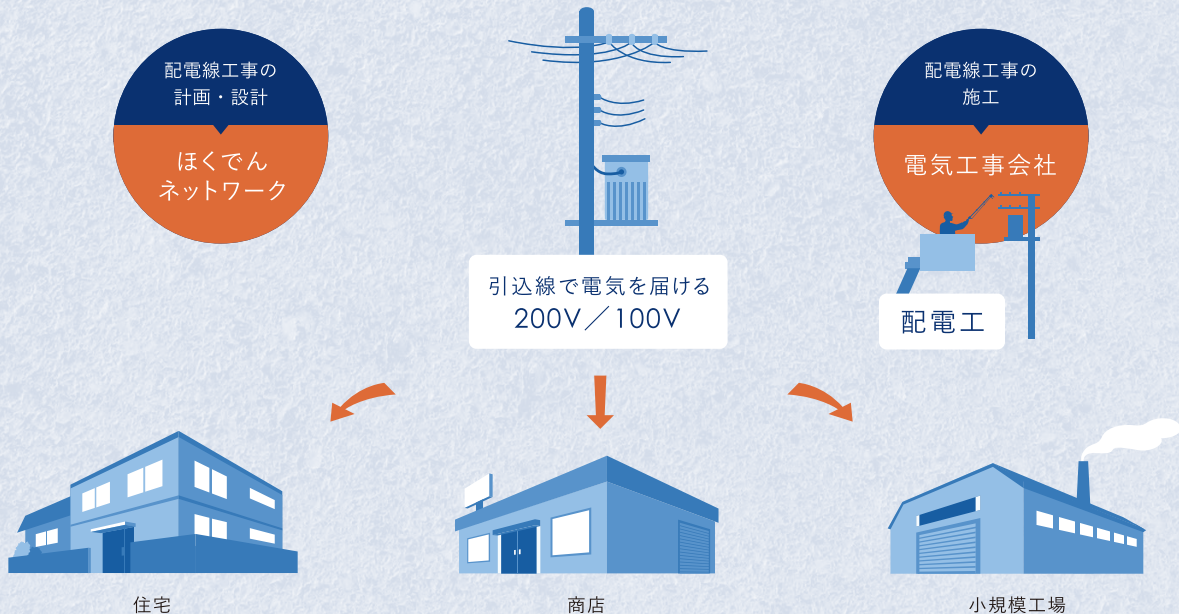 配電線工事の
計画・設計
ほくでん
ネットワーク
引込線で電気を届ける
200V／100V
配電線工事の
施工
電気工事会社
配電工
住宅
商店
小規模工場